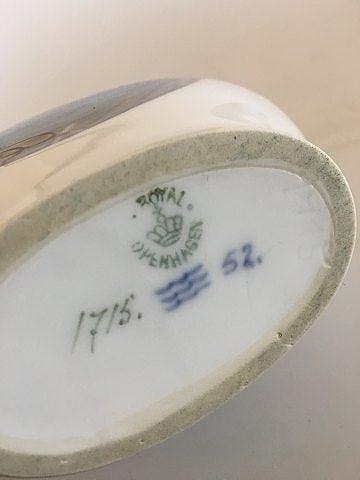 ROYAL
COPENHAGEN
1715.
52.